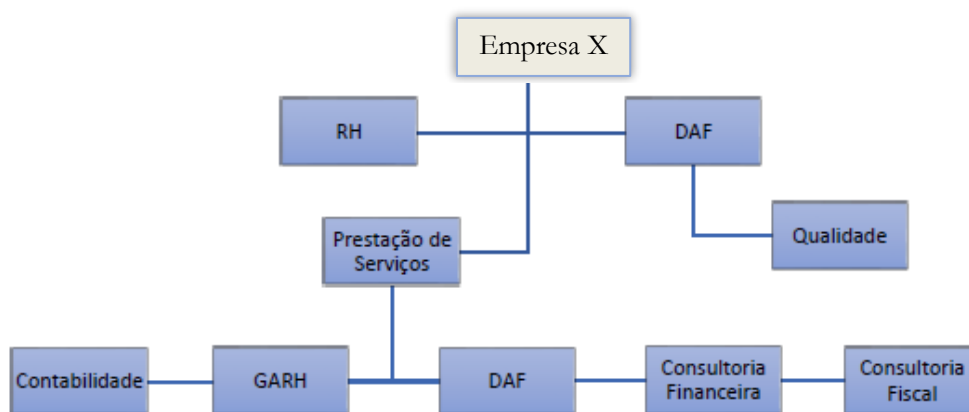 Empresa X
RH
DAF
Prestação de
Serviços
Qualidade
Contabilidade
GARH
DAF
Consultoria
Financeira
Consultoria
Fiscal